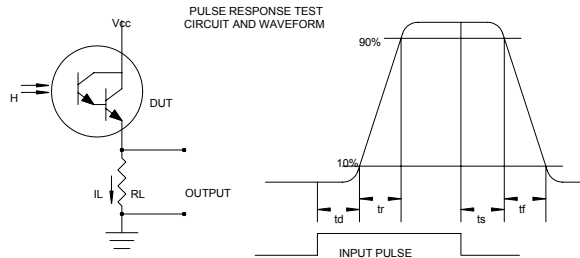 PULSE RESPONSE TEST
CIRCUIT AND WAVEFORM
Vcc
90%
H
DUT
10%
IL
RL
OUTPUT
td
tr
ts
tf
INPUT PULSE